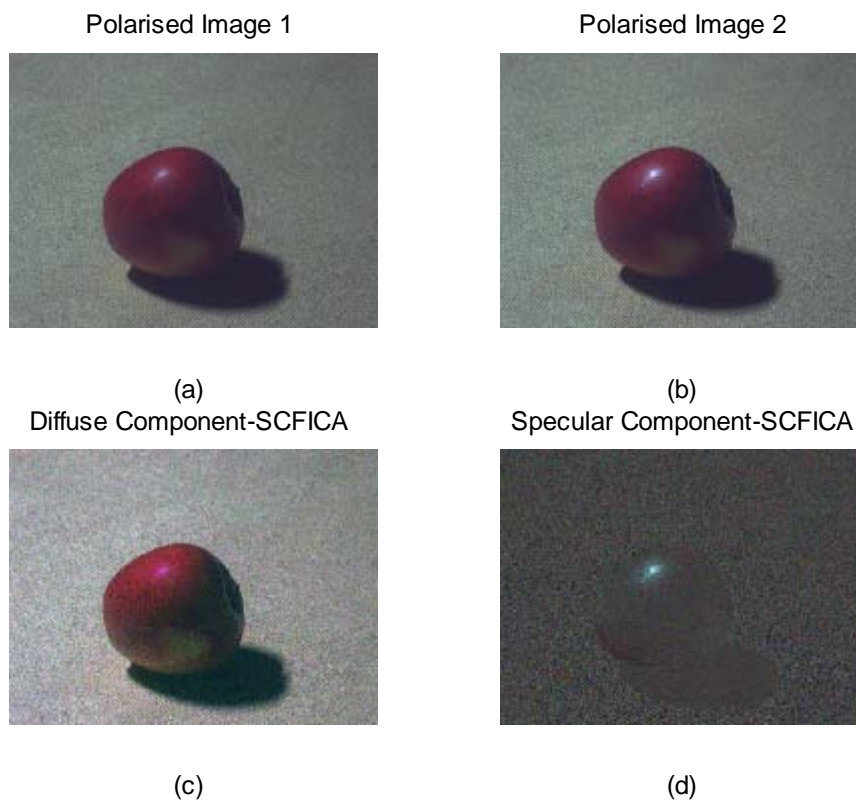 Polarised Image 1
Polarised Image 2
(a)
(b)
Diffuse Component-SCFICA
Specular Component-SCFICA
(c)
(d)